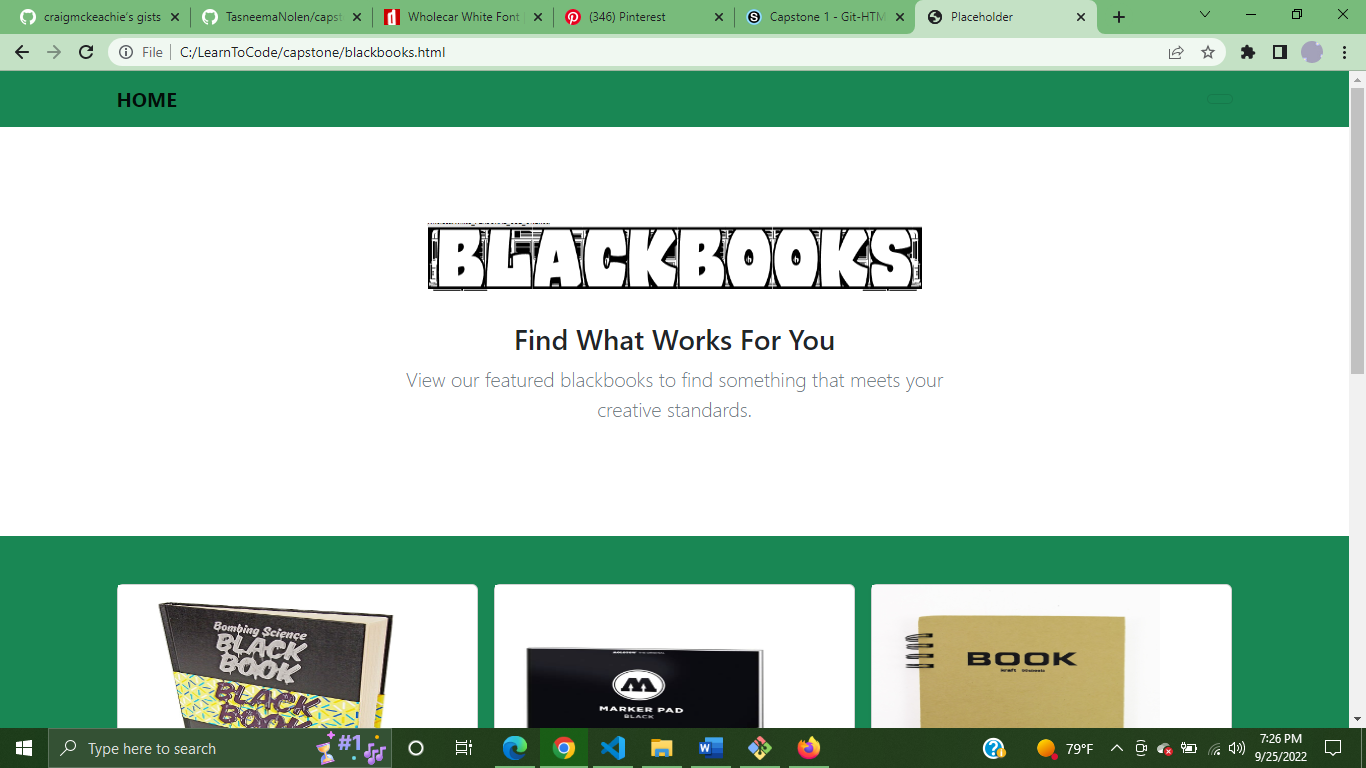 craigmckeachie's gists
TasneemaNolen/capst
Wholecar White Font
(346) Pinterest
Capstone 1 - Git-HTM
Placeholder
File
C:/LearnToCode/capstone/blackbooks.html
HOME
BLACKBOOKS
Find What Works For You
View our featured blackbooks to find something that meets your
creative standards.
Bombing Science
BLACK
BOOK
BLACK
BOOK
MARKER PAD
BLACK
BOOK
kraft
Type here to search
#1
79°F
7:26 PM
9/25/2022